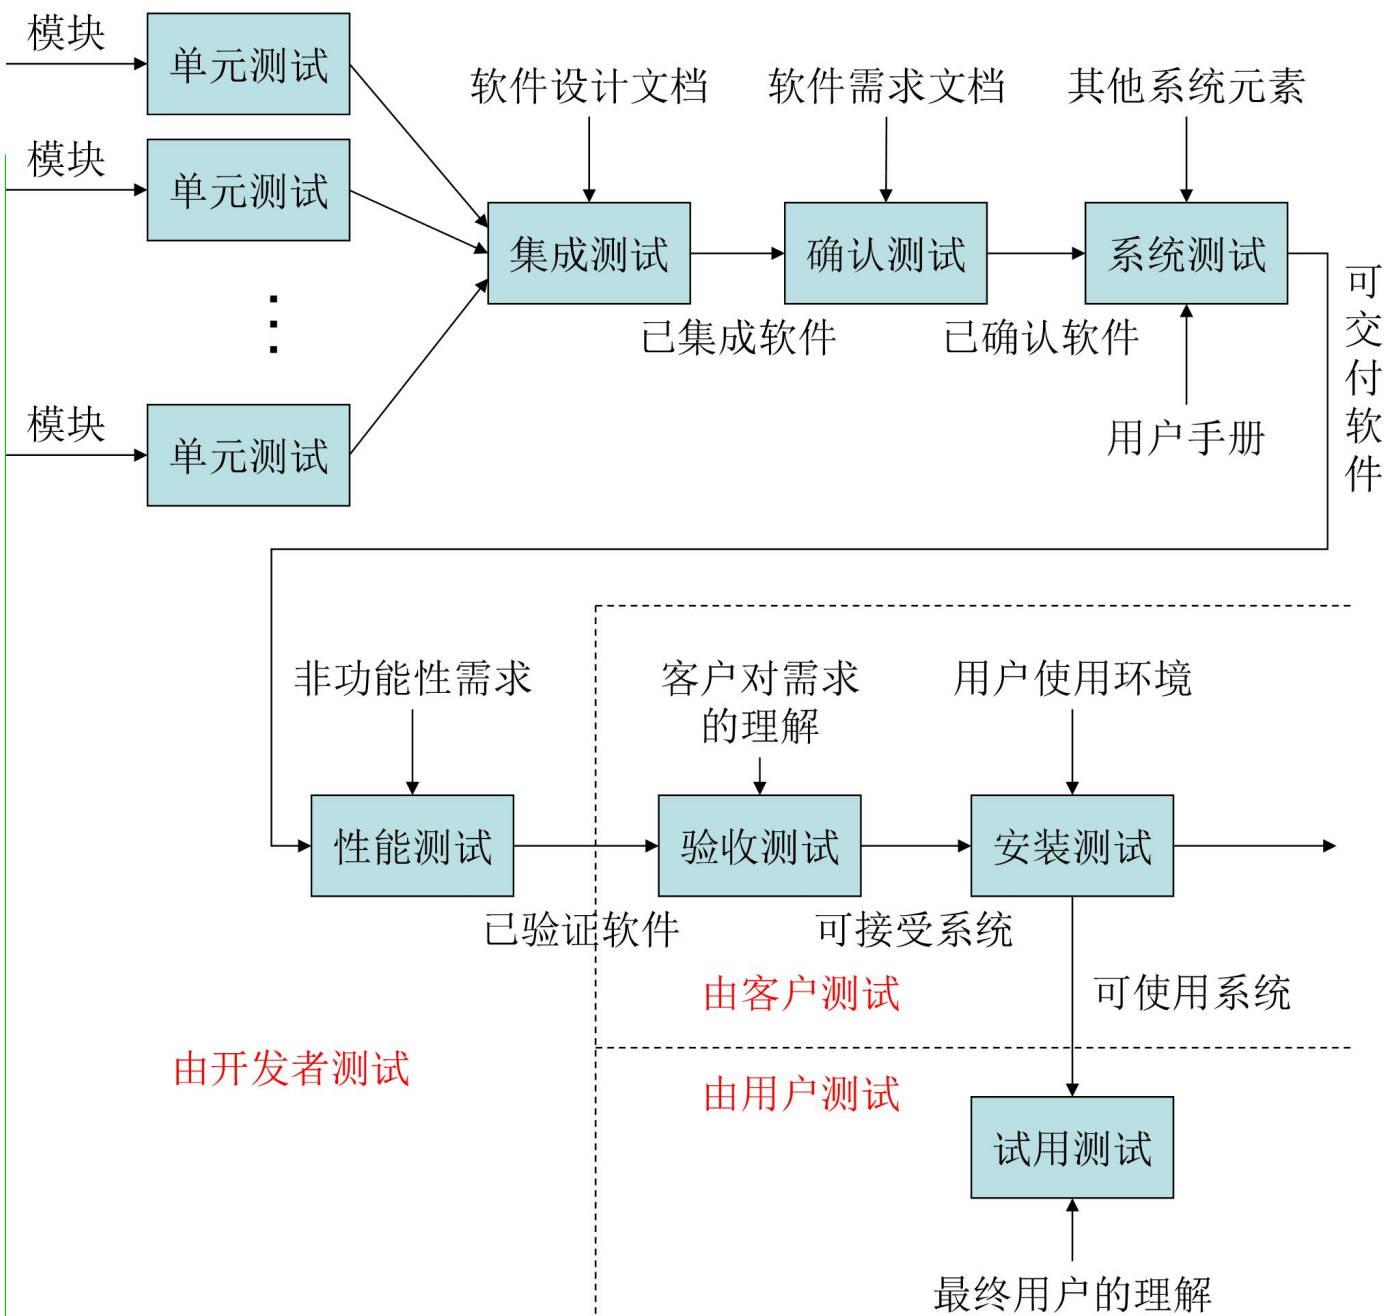 模块
单元测试
模块
单元测试
模块
单元测试
软件设计文档
软件需求文档
其他系统元素
集成测试
确认测试
系统测试
已集成软件
已确认软件
用户手册
可交付软件
非功能性需求
客户对需求
的理解
用户使用环境
性能测试
验收测试
安装测试
已验证软件
可接受系统
由客户测试
可使用系统
由开发者测试
由用户测试
试用测试
最终用户的理解